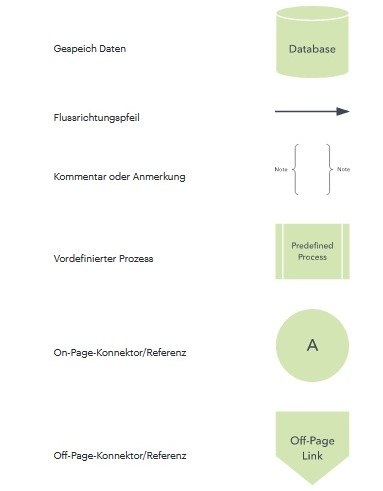 Gespeich Daten
Database
Flussrichtungspfeil
Kommentar oder Anmerkung
Note
Note
Vordefinierter Prozess
Predefined
Process
On-Page-Konnektor/Referenz
A
Off-Page-Konnektor/Referenz
Off-Page
Link